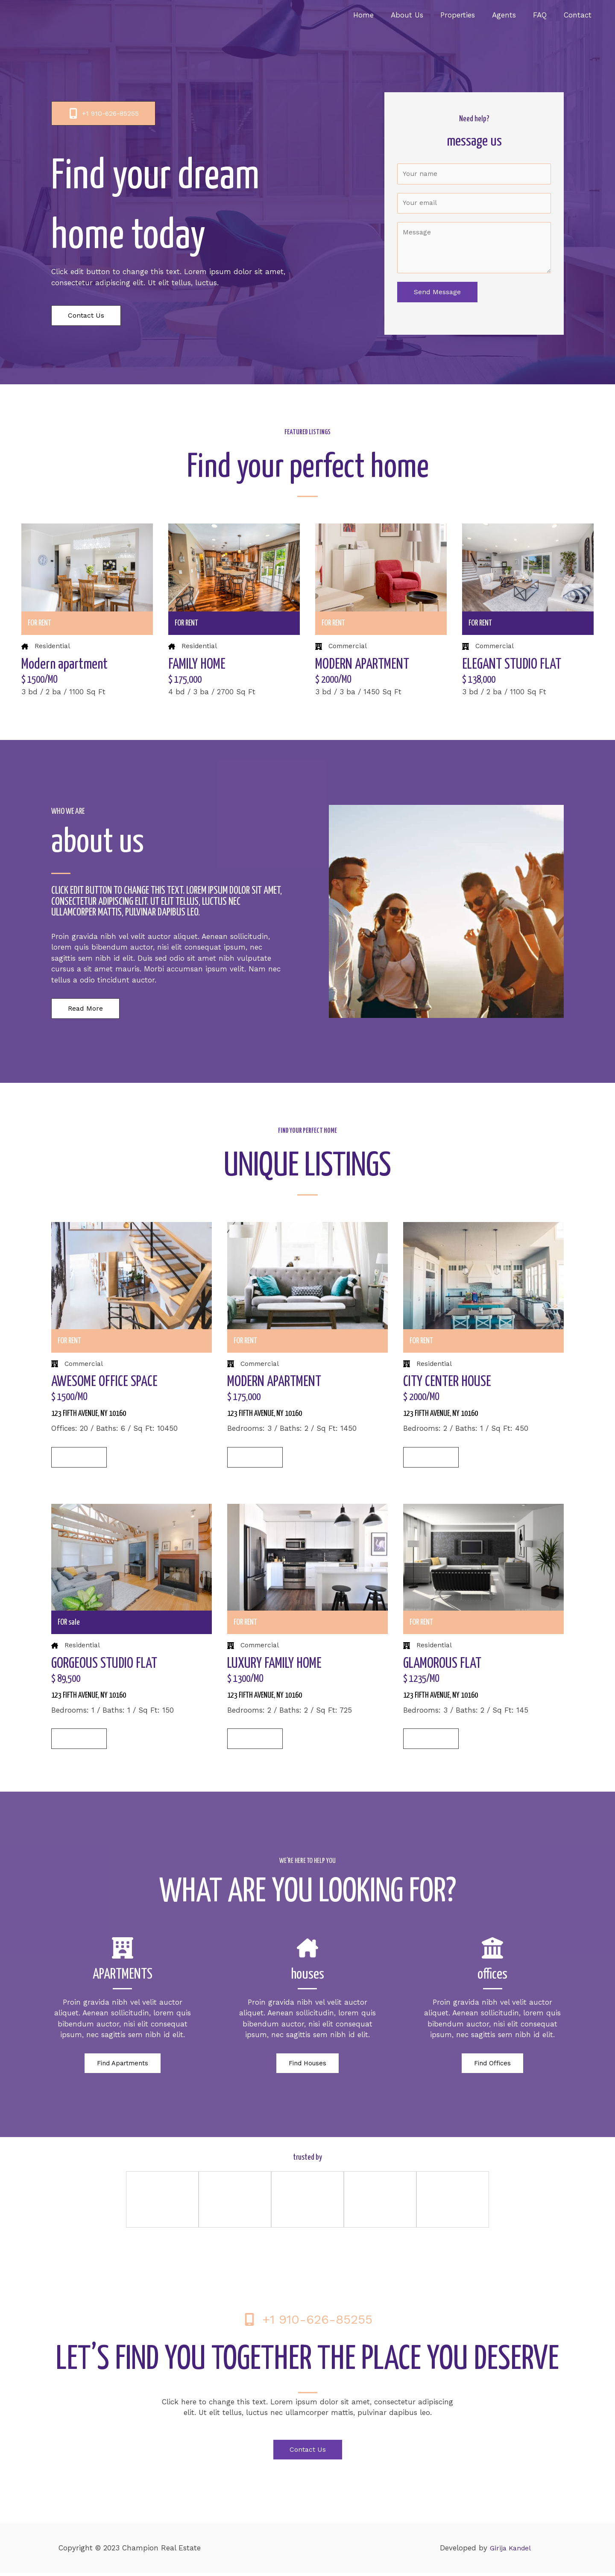 Home About Us Properties Agents FAQ Contact
+1 910-626-85255
Find your dream
home today
Click edit button to change this text. Lorem ipsum dolor sit amet,
consectetur adipiscing elit. Ut elit tellus, luctus.
Contact Us
Need help?
message us
Your name
Your email
Message
Send Message
FEATURED LISTINGS
Find your perfect home
FOR RENT
Residential
Modern apartment
$ 1500/MO
3 bd / 2 ba / 1100 Sq Ft
FOR RENT
Residential
FAMILY HOME
$ 175,000
4 bd / 3 ba / 2700 Sq Ft
FOR RENT
Commercial
MODERN APARTMENT
$ 2000/MO
3 bd / 3 ba / 1450 Sq Ft
FOR RENT
Commercial
ELEGANT STUDIO FLAT
$ 138,000
3 bd / 2 ba / 1100 Sq Ft
WHO WE ARE
about us
CLICK EDIT BUTTON TO CHANGE THIS TEXT. LOREM IPSUM DOLOR SIT AMET,
CONSECTETUR ADIPISCING ELIT. UT ELIT TELLUS, LUCTUS NEC
ULLAMCORPER MATTIS, PULVINAR DAPIBUS LEO.
Proin gravida nibh vel velit auctor aliquet. Aenean sollicitudin,
lorem quis bibendum auctor, nisi elit consequat ipsum, nec
sagittis sem nibh id elit. Duis sed odio sit amet nibh vulputate
cursus a sit amet mauris. Morbi accumsan ipsum velit. Nam nec
tellus a odio tincidunt auctor.
Read More
FIND YOUR PERFECT HOME
UNIQUE LISTINGS
FOR RENT
Commercial
AWESOME OFFICE SPACE
$ 1500/MO
123 FIFTH AVENUE, NY 10160
Offices: 20 / Baths: 6 / Sq Ft: 10450
FOR RENT
Commercial
MODERN APARTMENT
$ 175,000
123 FIFTH AVENUE, NY 10160
Bedrooms: 3 / Baths: 2 / Sq Ft: 1450
FOR RENT
Residential
CITY CENTER HOUSE
$ 2000/MO
123 FIFTH AVENUE, NY 10160
Bedrooms: 2 / Baths: 1 / Sq Ft: 450
FOR sale
Residential
GORGEOUS STUDIO FLAT
$ 89,500
123 FIFTH AVENUE, NY 10160
Bedrooms: 1 / Baths: 1 / Sq Ft: 150
FOR RENT
Commercial
LUXURY FAMILY HOME
$ 1300/MO
123 FIFTH AVENUE, NY 10160
Bedrooms: 2 / Baths: 2 / Sq Ft: 725
FOR RENT
Residential
GLAMOROUS FLAT
$ 1235/MO
123 FIFTH AVENUE, NY 10160
Bedrooms: 3 / Baths: 2 / Sq Ft: 145
WE'RE HERE TO HELP YOU
WHAT ARE YOU LOOKING FOR?
APARTMENTS
Proin gravida nibh vel velit auctor
aliquet. Aenean sollicitudin, lorem quis
bibendum auctor, nisi elit consequat
ipsum, nec sagittis sem nibh id elit.
Find Apartments
houses
Proin gravida nibh vel velit auctor
aliquet. Aenean sollicitudin, lorem quis
bibendum auctor, nisi elit consequat
ipsum, nec sagittis sem nibh id elit.
Find Houses
offices
Proin gravida nibh vel velit auctor
aliquet. Aenean sollicitudin, lorem quis
bibendum auctor, nisi elit consequat
ipsum, nec sagittis sem nibh id elit.
Find Offices
trusted by
+1 910-626-85255
LET'S FIND YOU TOGETHER THE PLACE YOU DESERVE
Click here to change this text. Lorem ipsum dolor sit amet, consectetur adipiscing
elit. Ut elit tellus, luctus nec ullamcorper mattis, pulvinar dapibus leo.
Contact Us
Copyright © 2023 Champion Real Estate
Developed by Girija Kandel